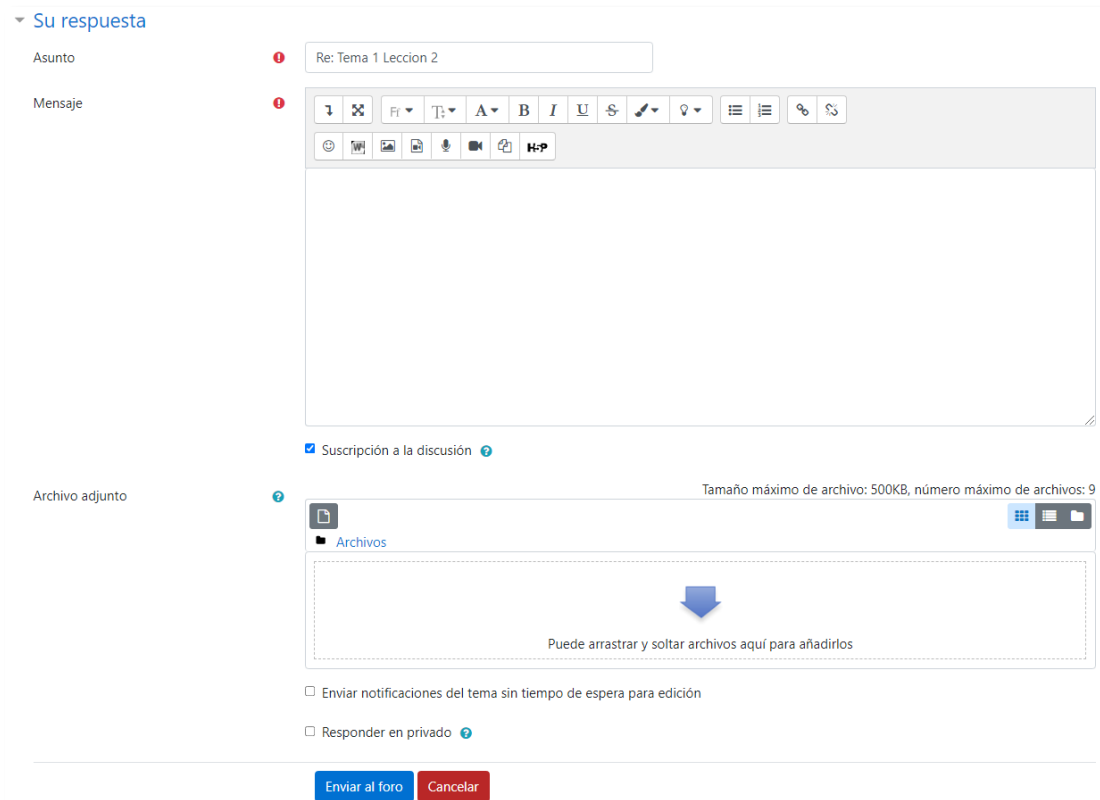 Su respuesta
Asunto
Re: Tema 1 Leccion 2
Mensaje
Ff T A B I U S
W H-P
Suscripción a la discusión
Archivo adjunto
Tamaño máximo de archivo: 500KB, número máximo de archivos: 9
Archivos
Puede arrastrar y soltar archivos aquí para añadirlos
Enviar notificaciones del tema sin tiempo de espera para edición
Responder en privado
Enviar al foro Cancelar